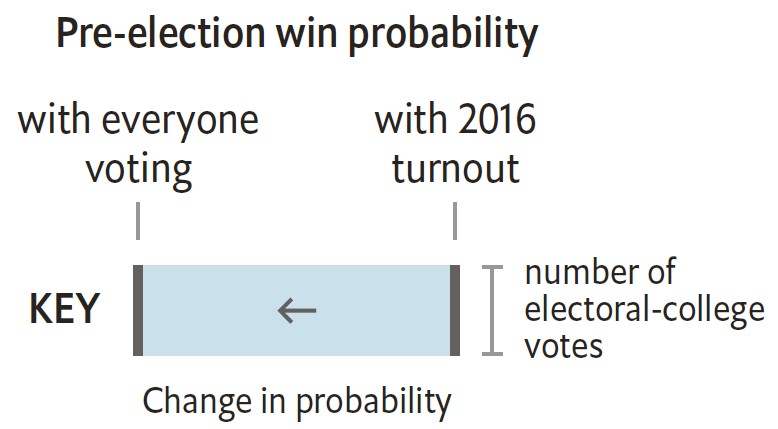 Pre-election win probability
with everyone
voting
with 2016
turnout
KEY
←
number of
electoral-college
votes
Change in probability